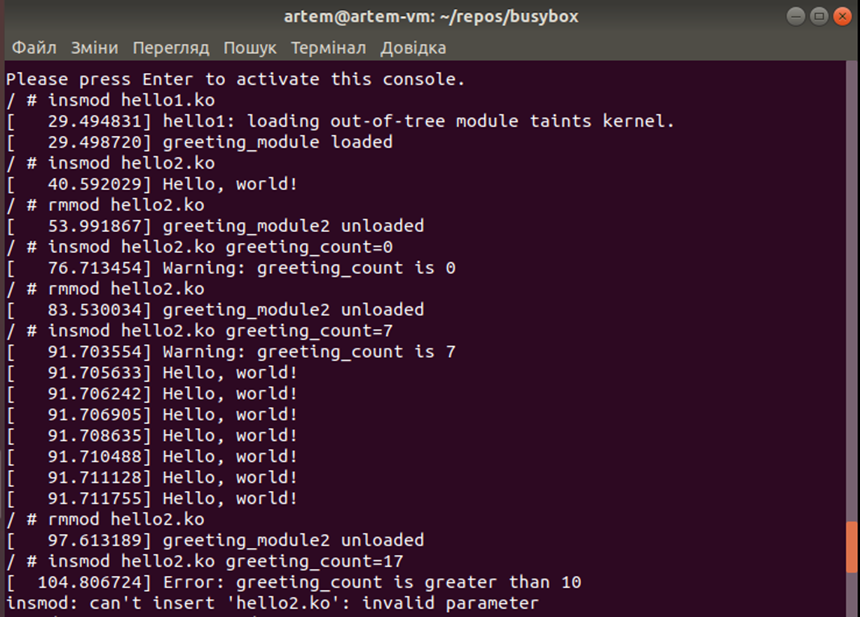 artem@artem-vm: ~/repos/busybox
Файл Зміни Перегляд Пошук Термінал Довідка
Please press Enter to activate this console.
/ # insmod hello1.ko
[   29.494831] hello1: loading out-of-tree module taints kernel.
[   29.498720] greeting_module loaded
/ # insmod hello2.ko
[   40.592029] Hello, world!
/ # rmmod hello2.ko
[   53.991867] greeting_module2 unloaded
/ # insmod hello2.ko greeting_count=0
[   76.713454] Warning: greeting_count is 0
/ # rmmod hello2.ko
[   83.530034] greeting_module2 unloaded
/ # insmod hello2.ko greeting_count=7
[   91.703554] Warning: greeting_count is 7
[   91.705633] Hello, world!
[   91.706242] Hello, world!
[   91.706905] Hello, world!
[   91.708635] Hello, world!
[   91.710488] Hello, world!
[   91.711128] Hello, world!
[   91.711755] Hello, world!
/ # rmmod hello2.ko
[   97.613189] greeting_module2 unloaded
/ # insmod hello2.ko greeting_count=17
[  104.806724] Error: greeting_count is greater than 10
insmod: can't insert 'hello2.ko': invalid parameter